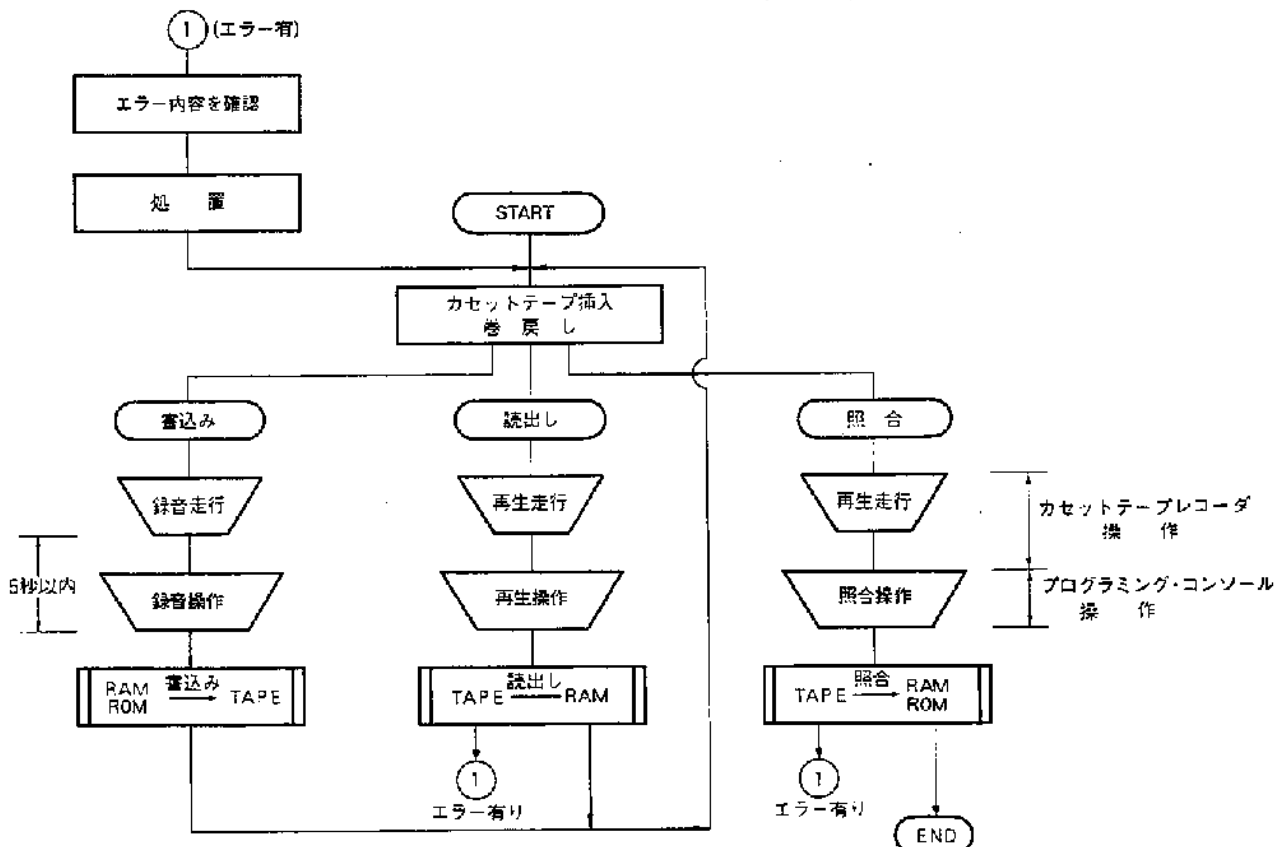 1 (エラー有)
エラー内容を確認
処 置
START
カセットテープ挿入
巻 戻 し
書込み
読出し
照 合
録音走行
再生走行
再生走行
カセットテープレコーダ
操 作
5秒以内
録音操作
再生操作
照合操作
プログラミング・コンソール
操 作
書込み
RAM
ROM
TAPE
読出し
TAPE
RAM
照合
TAPE
RAM
ROM
1
エラー有り
1
エラー有り
END